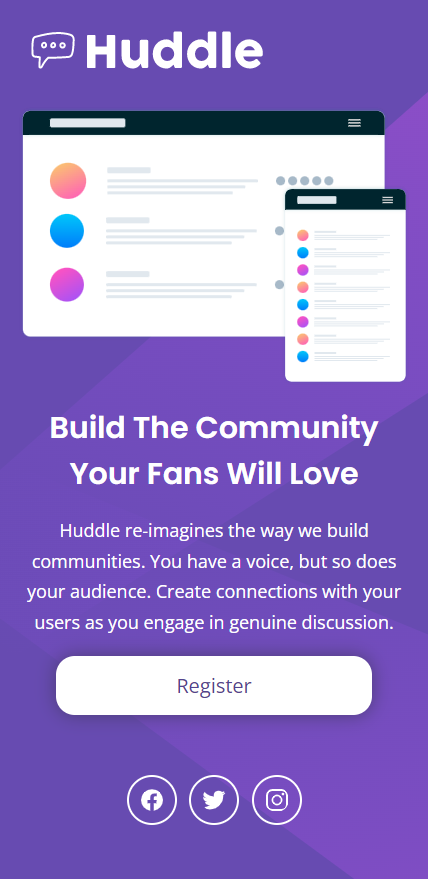 Huddle
Build The Community
Your Fans Will Love
Huddle re-imagines the way we build
communities. You have a voice, but so does
your audience. Create connections with your
users as you engage in genuine discussion.
Register